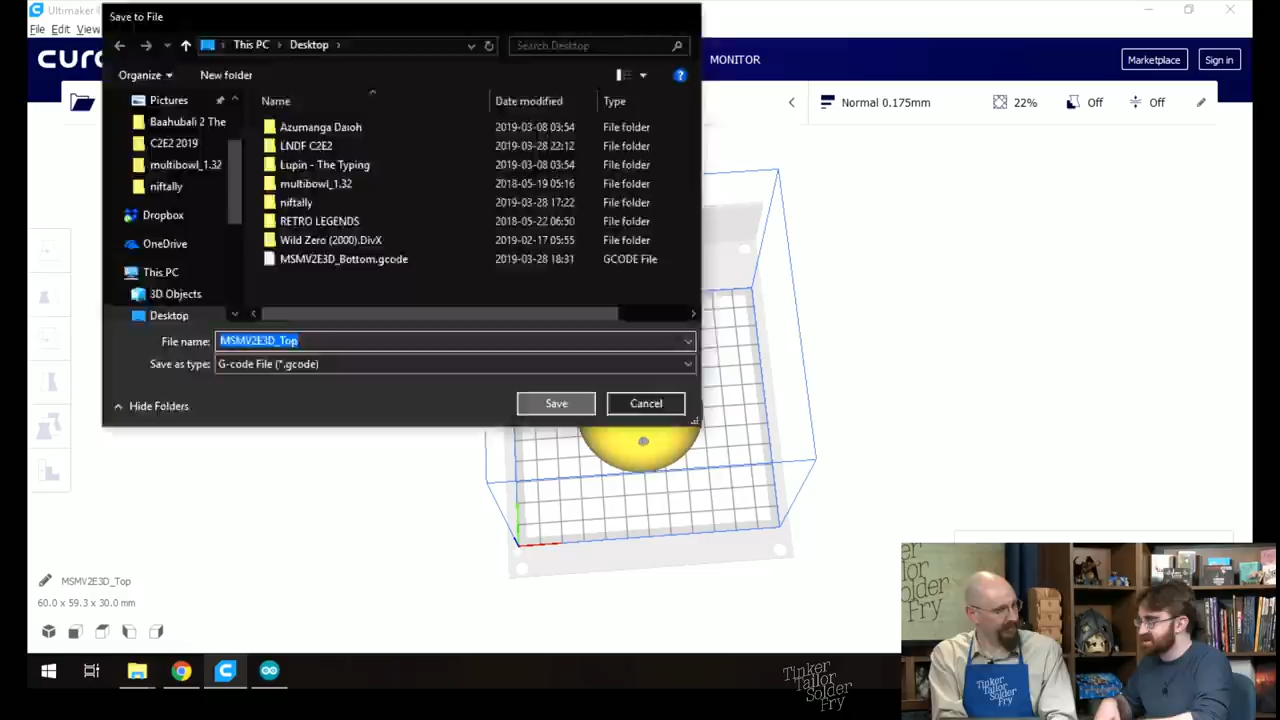 Ultimaker
Save to File
File Edit View
This PC
Desktop
Search Desktop
cura
MONITOR
Marketplace
Sign in
Organize
New folder
?
Normal 0.175mm
22%
Off
Off
Pictures
Baahubali 2 The
C2E2 2019
multibowl_1.32
niftally
Dropbox
OneDrive
This PC
3D Objects
Desktop
Name
Date modified
Type
Azumanga Daioh 2019-03-08 03:54 File folder
LNDF C2E2 2019-03-28 22:12 File folder
Lupin - The Typing 2019-03-08 03:54 File folder
multibowl_1.32 2018-05-19 05:16 File folder
niftally 2019-03-28 17:22 File folder
RETRO LEGENDS 2018-05-22 06:50 File folder
Wild Zero (2000).DivX 2019-02-17 05:55 File folder
MSMV2E3D_Bottom.gcode 2019-03-28 18:31 GCODE File
File name: MSMV2E3D_Top
Save as type: G-code File (*.gcode)
Hide Folders
Save
Cancel
MSMV2E3D_Top
60.0 x 59.3 x 30.0 mm
Tinker
Tailor
Solder
Fry
Tinker
Tailor
Solder
Fry